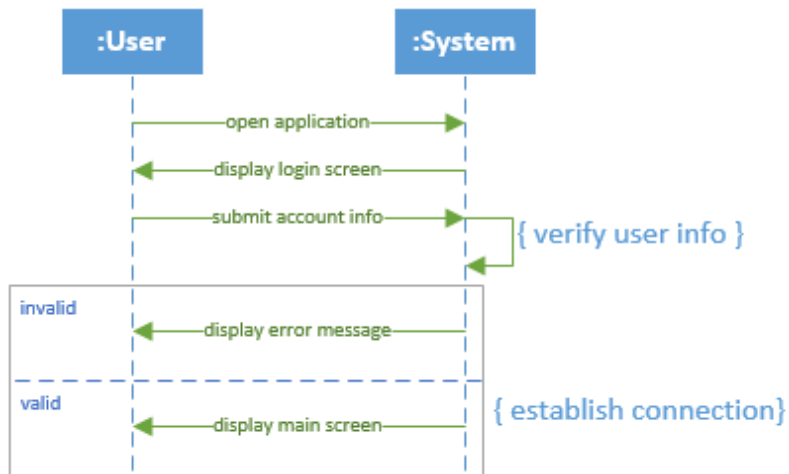 :User
:System
open application
display login screen
submit account info
{ verify user info }
invalid
display error message
valid
{ establish connection}
display main screen